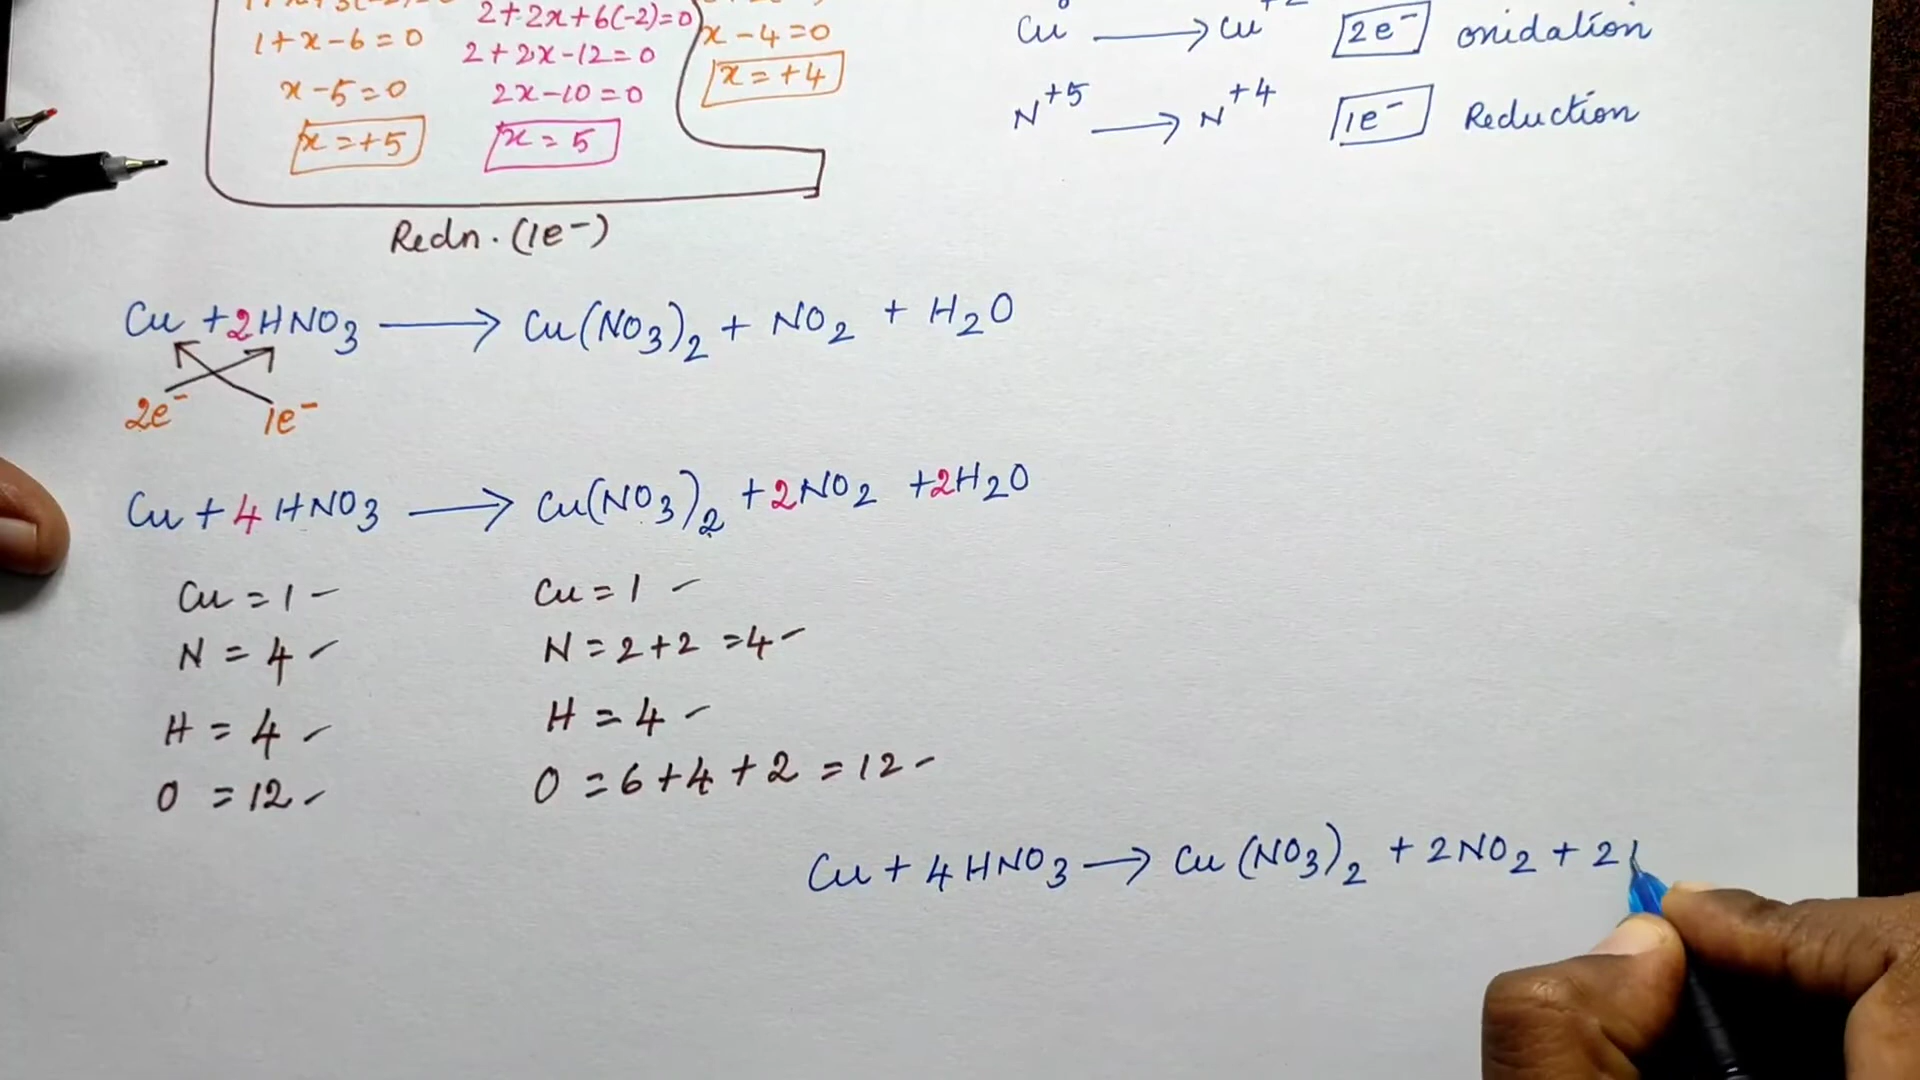 1+x-6=0
x-5=0
x=+5
2+2x+6(-2)=0
2+2x-12=0
2x-10=0
x=5
x-4=0
x=+4
Redn. (1e⁻)
Cu⁰ ⟶ Cu⁺² 2e⁻ oxidation
N⁺⁵ ⟶ N⁺⁴ 1e⁻ Reduction
Cu + 2HNO₃ ⟶ Cu(NO₃)₂ + NO₂ + H₂O
2e⁻ 1e⁻
Cu + 4HNO₃ ⟶ Cu(NO₃)₂ + 2NO₂ + 2H₂O
Cu = 1 – Cu = 1 –
N = 4 – N = 2+2 = 4 –
H = 4 – H = 4 –
O = 12 – O = 6+4+2 = 12 –
Cu + 4HNO₃ ⟶ Cu(NO₃)₂ + 2NO₂ + 2